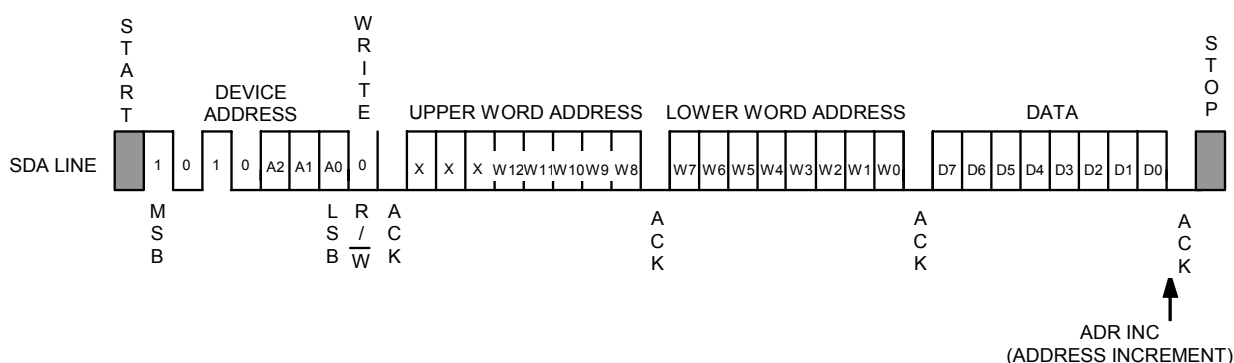 START
WRITE
STOP
DEVICE
ADDRESS
UPPER WORD ADDRESS
LOWER WORD ADDRESS
DATA
SDA LINE
1 0 1 0 A2 A1 A0 0
X X X W12 W11 W10 W9 W8
W7 W6 W5 W4 W3 W2 W1 W0
D7 D6 D5 D4 D3 D2 D1 D0
MSB
LSB
R/W
ACK
ACK
ACK
ACK
ADR INC
(ADDRESS INCREMENT)